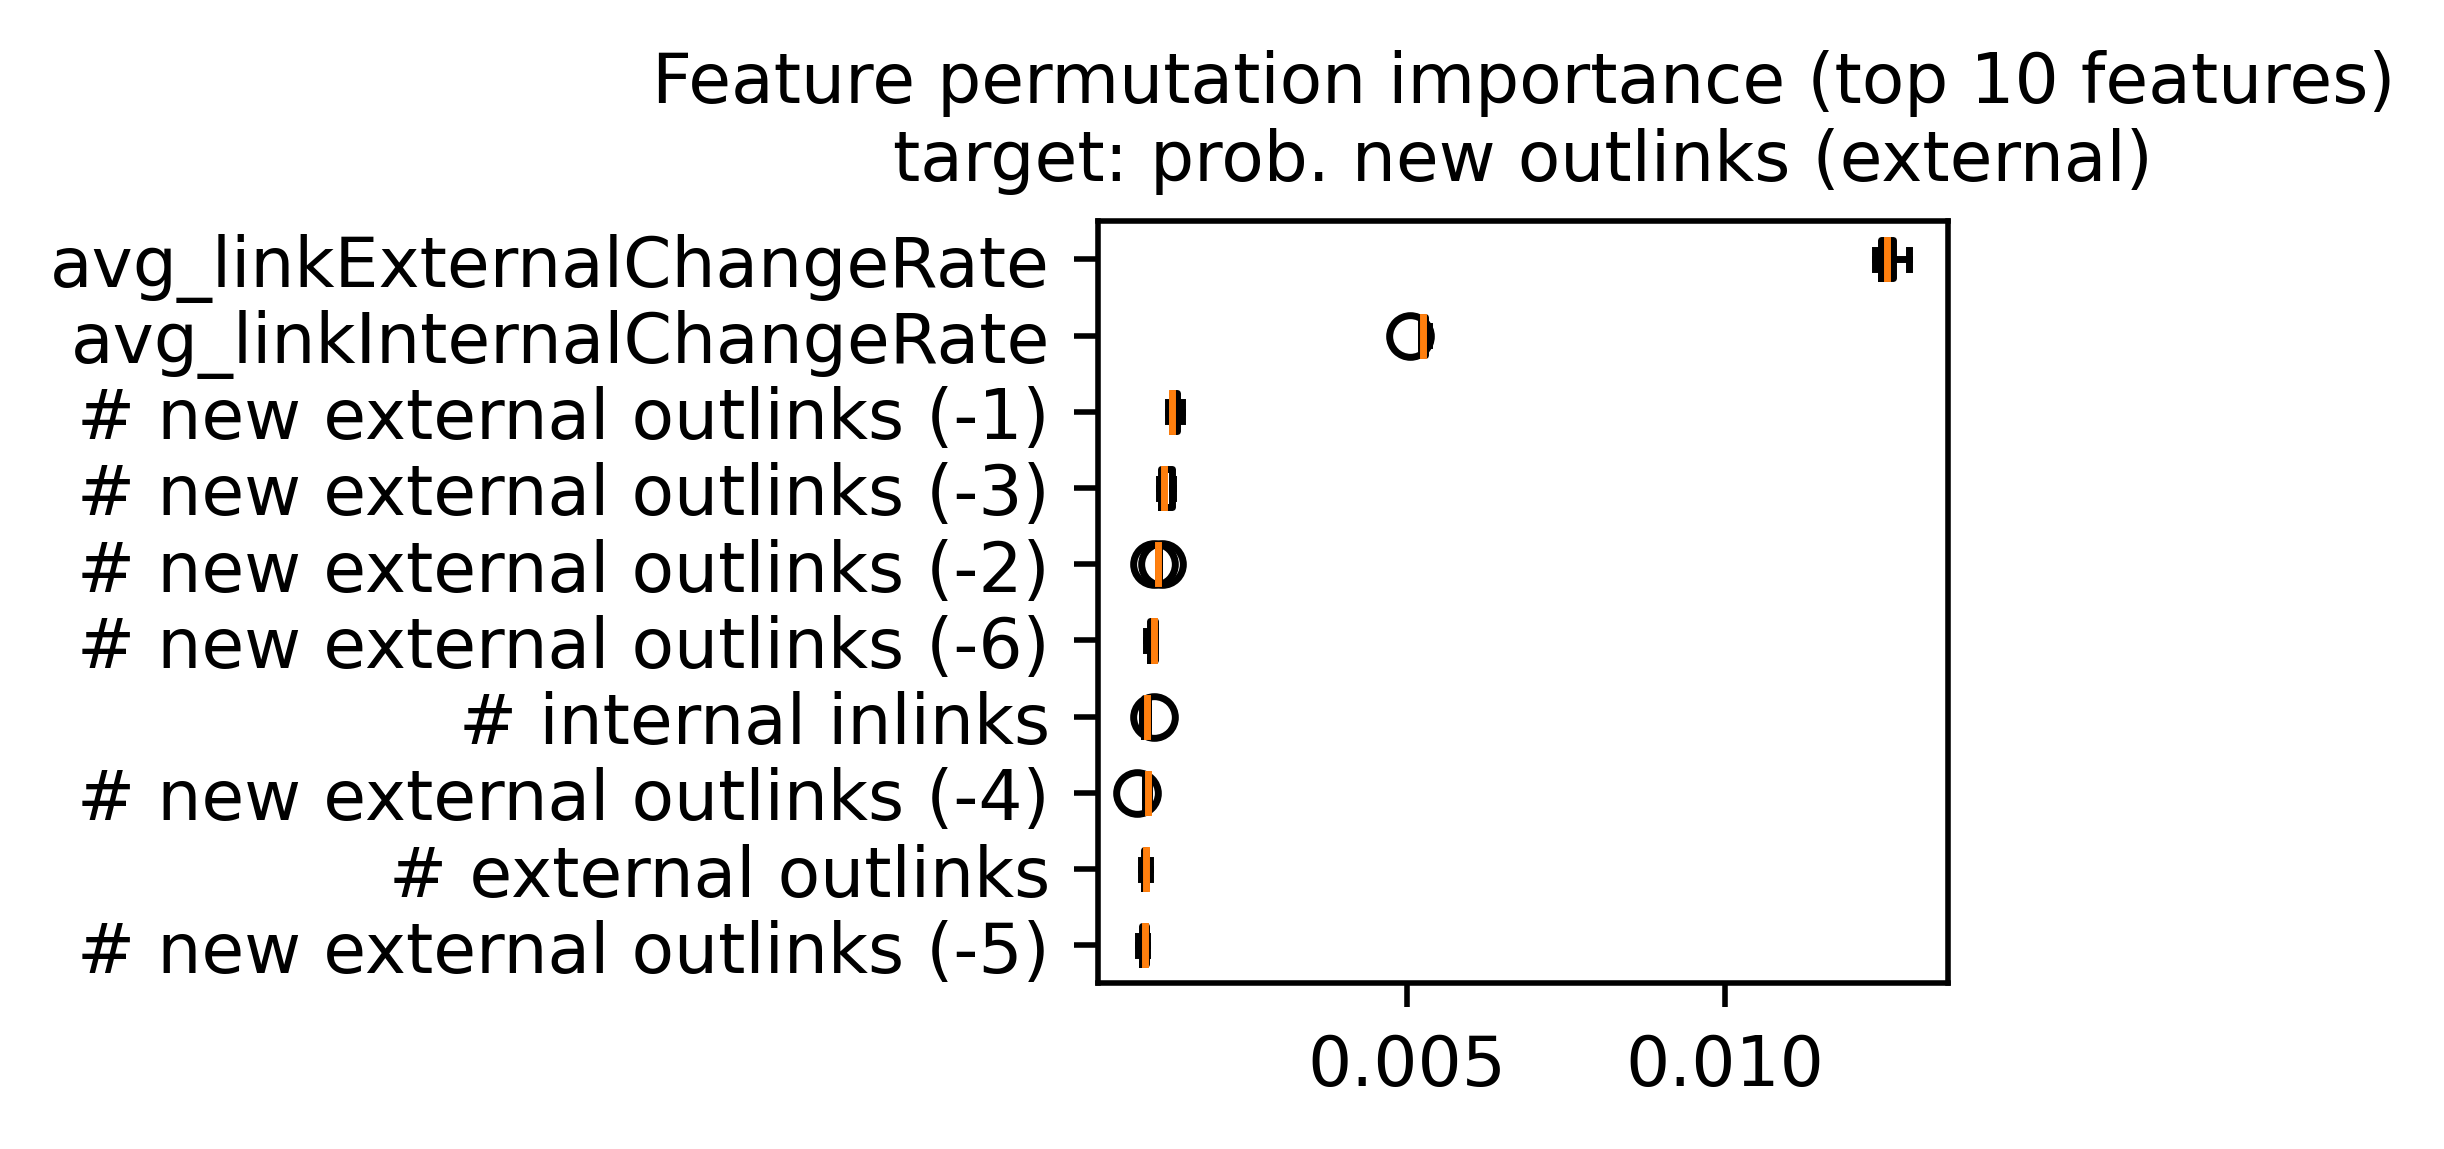 Feature permutation importance (top 10 features)
target: prob. new outlinks (external)
avg_linkExternalChangeRate
avg_linkInternalChangeRate
# new external outlinks (-1)
# new external outlinks (-3)
# new external outlinks (-2)
# new external outlinks (-6)
# internal inlinks
# new external outlinks (-4)
# external outlinks
# new external outlinks (-5)
0.005 0.010